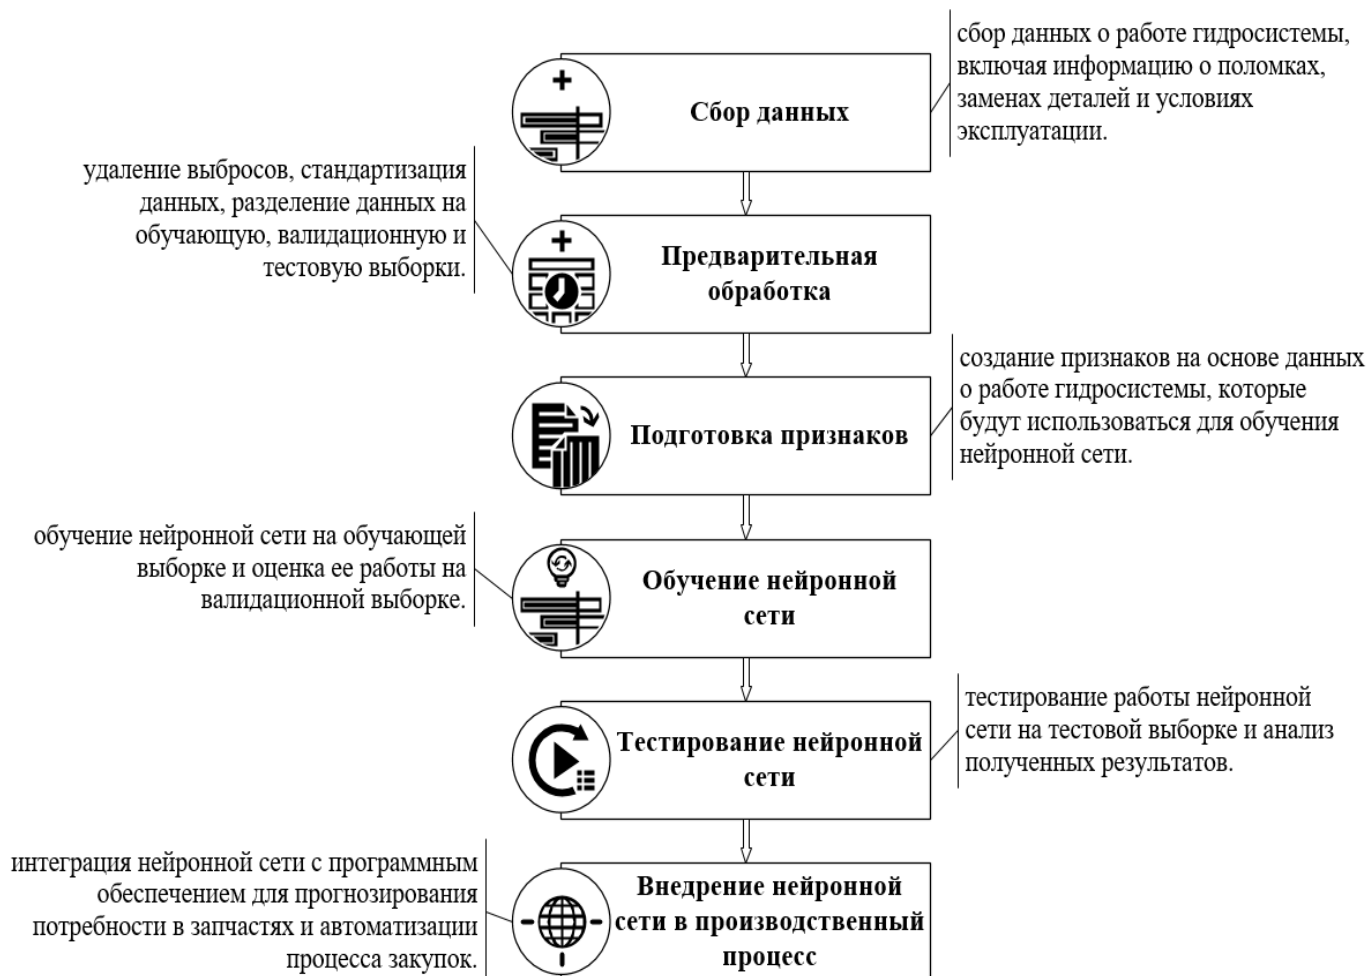 сбор данных о работе гидросистемы,
включая информацию о поломках,
заменах деталей и условиях
эксплуатации.
Сбор данных
удаление выбросов, стандартизация
данных, разделение данных на
обучающую, валидационную и
тестовую выборки.
Предварительная
обработка
создание признаков на основе данных
о работе гидросистемы, которые
будут использоваться для обучения
нейронной сети.
Подготовка признаков
обучение нейронной сети на обучающей
выборке и оценка ее работы на
валидационной выборке.
Обучение нейронной
сети
тестирование работы нейронной
сети на тестовой выборке и анализ
полученных результатов.
Тестирование нейронной
сети
интеграция нейронной сети с программным
обеспечением для прогнозирования
потребности в запчастях и автоматизации
процесса закупок.
Внедрение нейронной
сети в производственный
процесс